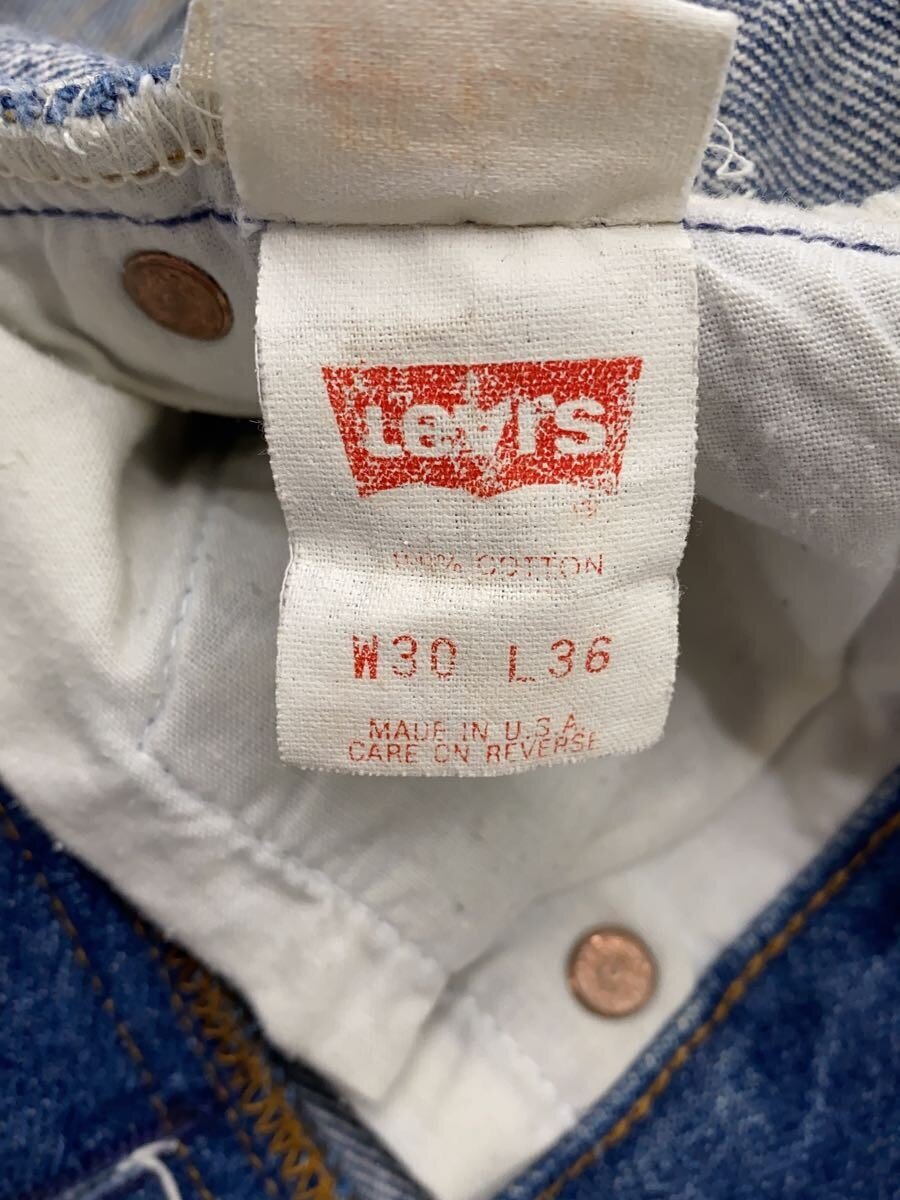 Levi's
®
100% COTTON
W30 L36
MADE IN U.S.A.
CARE ON REVERSE